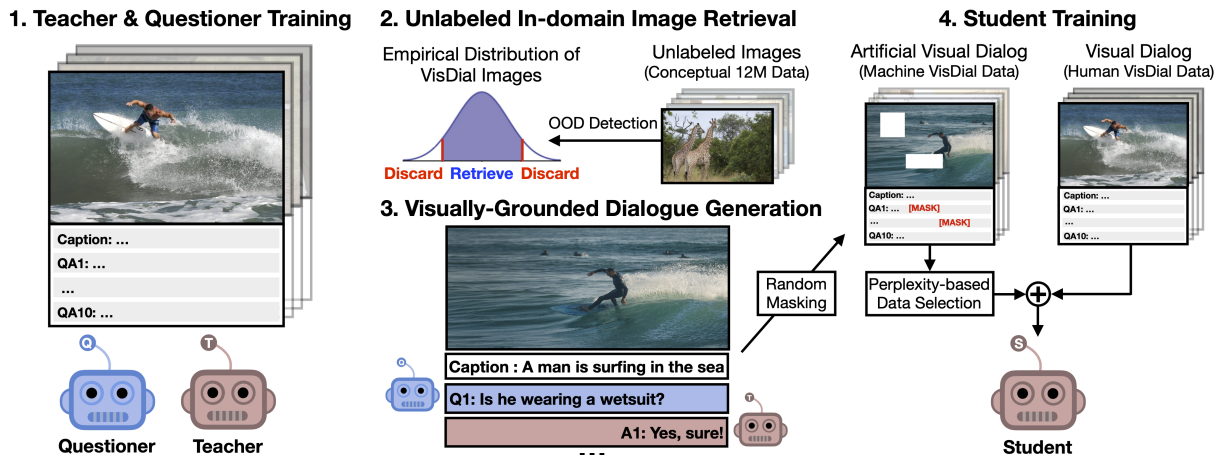 1. Teacher & Questioner Training
Caption: ...
QA1: ...
...
QA10: ...
Q
T
Questioner
Teacher
2. Unlabeled In-domain Image Retrieval
Empirical Distribution of
VisDial Images
Unlabeled Images
(Conceptual 12M Data)
OOD Detection
Discard Retrieve Discard
3. Visually-Grounded Dialogue Generation
Caption : A man is surfing in the sea
Q
Q1: Is he wearing a wetsuit?
T
A1: Yes, sure!
...
Random
Masking
4. Student Training
Artificial Visual Dialog
(Machine VisDial Data)
Visual Dialog
(Human VisDial Data)
Caption: ...
QA1: ... [MASK]
... [MASK]
QA10: ...
Caption: ...
QA1: ...
...
QA10: ...
Perplexity-based
Data Selection
S
Student